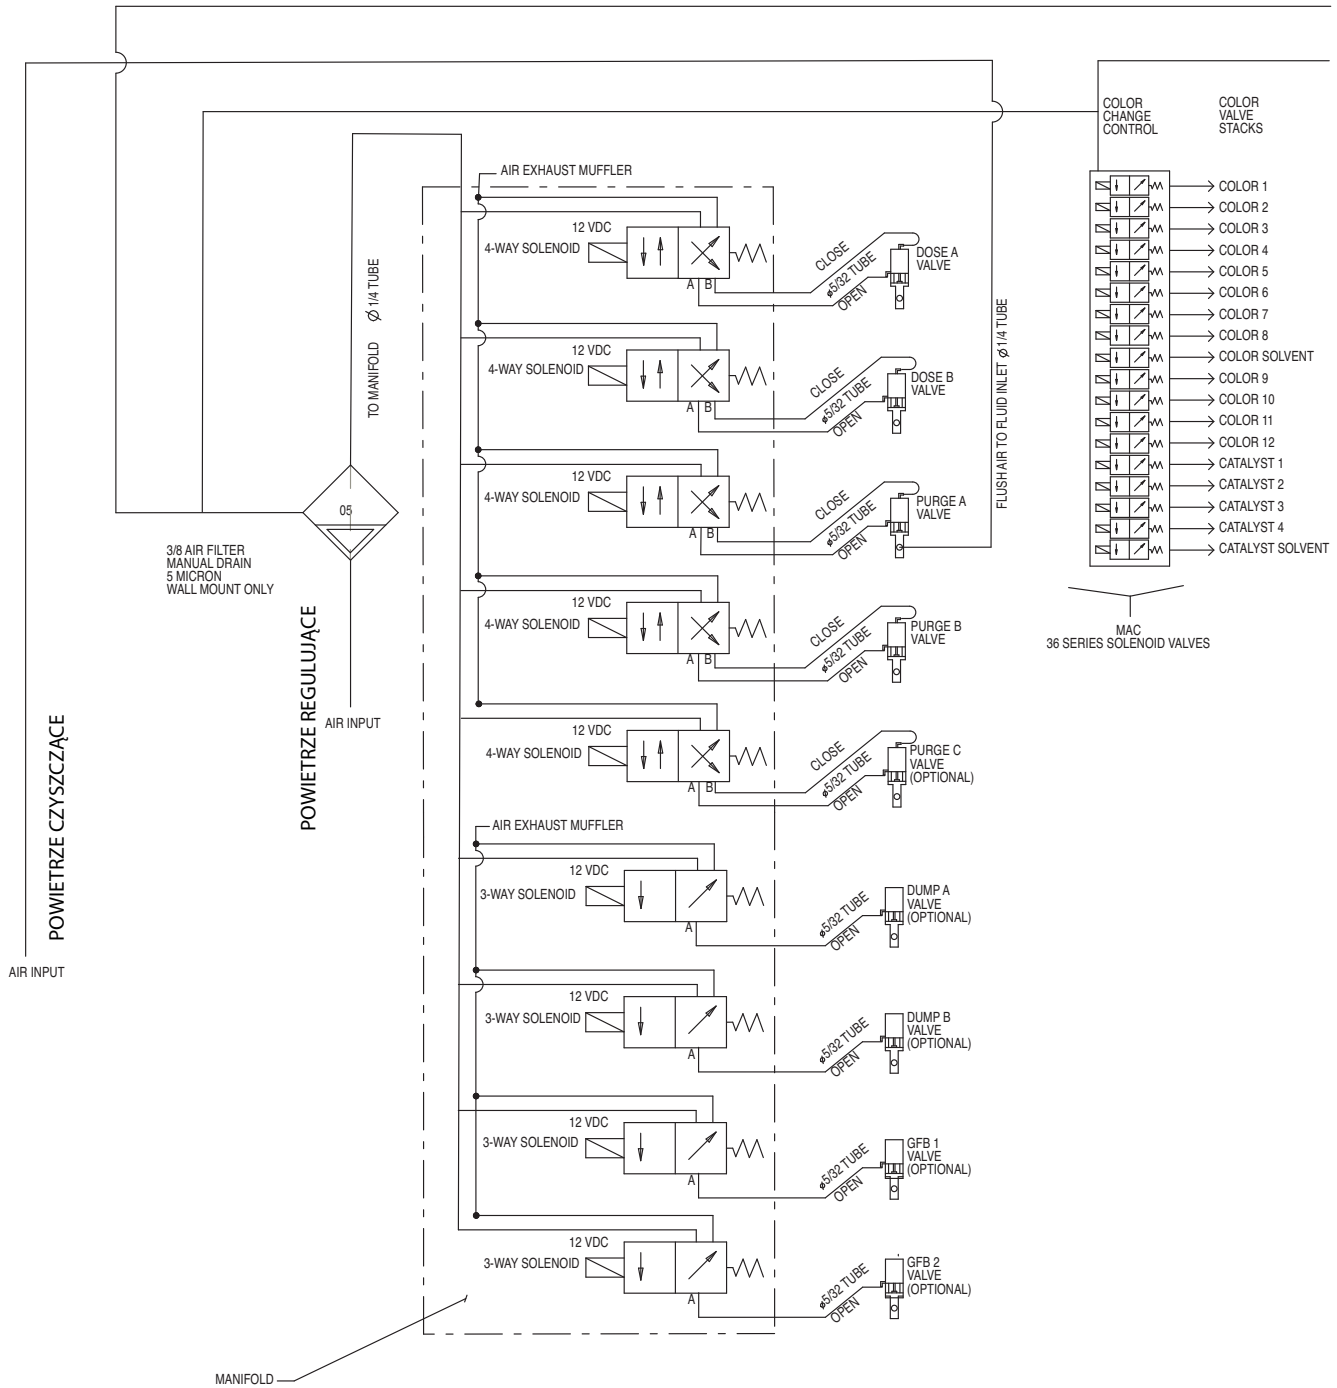 COLOR
CHANGE
CONTROL
COLOR
VALVE
STACKS
COLOR 1
COLOR 2
COLOR 3
COLOR 4
COLOR 5
COLOR 6
COLOR 7
COLOR 8
COLOR SOLVENT
COLOR 9
COLOR 10
COLOR 11
COLOR 12
CATALYST 1
CATALYST 2
CATALYST 3
CATALYST 4
CATALYST SOLVENT
MAC
36 SERIES SOLENOID VALVES
AIR EXHAUST MUFFLER
12 VDC
4-WAY SOLENOID
A B
CLOSE
ø5/32 TUBE
OPEN
DOSE A
VALVE
12 VDC
4-WAY SOLENOID
A B
CLOSE
ø5/32 TUBE
OPEN
DOSE B
VALVE
12 VDC
4-WAY SOLENOID
A B
CLOSE
ø5/32 TUBE
OPEN
PURGE A
VALVE
FLUSH AIR TO FLUID INLET ø1/4 TUBE
12 VDC
4-WAY SOLENOID
A B
CLOSE
ø5/32 TUBE
OPEN
PURGE B
VALVE
12 VDC
4-WAY SOLENOID
A B
CLOSE
ø5/32 TUBE
OPEN
PURGE C
VALVE
(OPTIONAL)
AIR EXHAUST MUFFLER
12 VDC
3-WAY SOLENOID
A
ø5/32 TUBE
OPEN
DUMP A
VALVE
(OPTIONAL)
12 VDC
3-WAY SOLENOID
A
ø5/32 TUBE
OPEN
DUMP B
VALVE
(OPTIONAL)
12 VDC
3-WAY SOLENOID
A
ø5/32 TUBE
OPEN
GFB 1
VALVE
(OPTIONAL)
12 VDC
3-WAY SOLENOID
A
ø5/32 TUBE
OPEN
GFB 2
VALVE
(OPTIONAL)
TO MANIFOLD ø 1/4 TUBE
05
3/8 AIR FILTER
MANUAL DRAIN
5 MICRON
WALL MOUNT ONLY
POWIETRZE REGULUJĄCE
AIR INPUT
POWIETRZE CZYSZCZĄCE
AIR INPUT
MANIFOLD